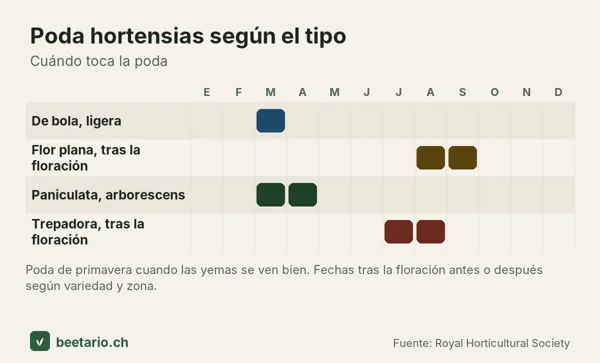 Poda hortensias según el tipo
Cuándo toca la poda
E F M A M J J A S O N D
De bola, ligera
Flor plana, tras la
floración
Paniculata, arborescens
Trepadora, tras la
floración
Poda de primavera cuando las yemas se ven bien. Fechas tras la floración antes o después
según variedad y zona.
beetario.ch
Fuente: Royal Horticultural Society